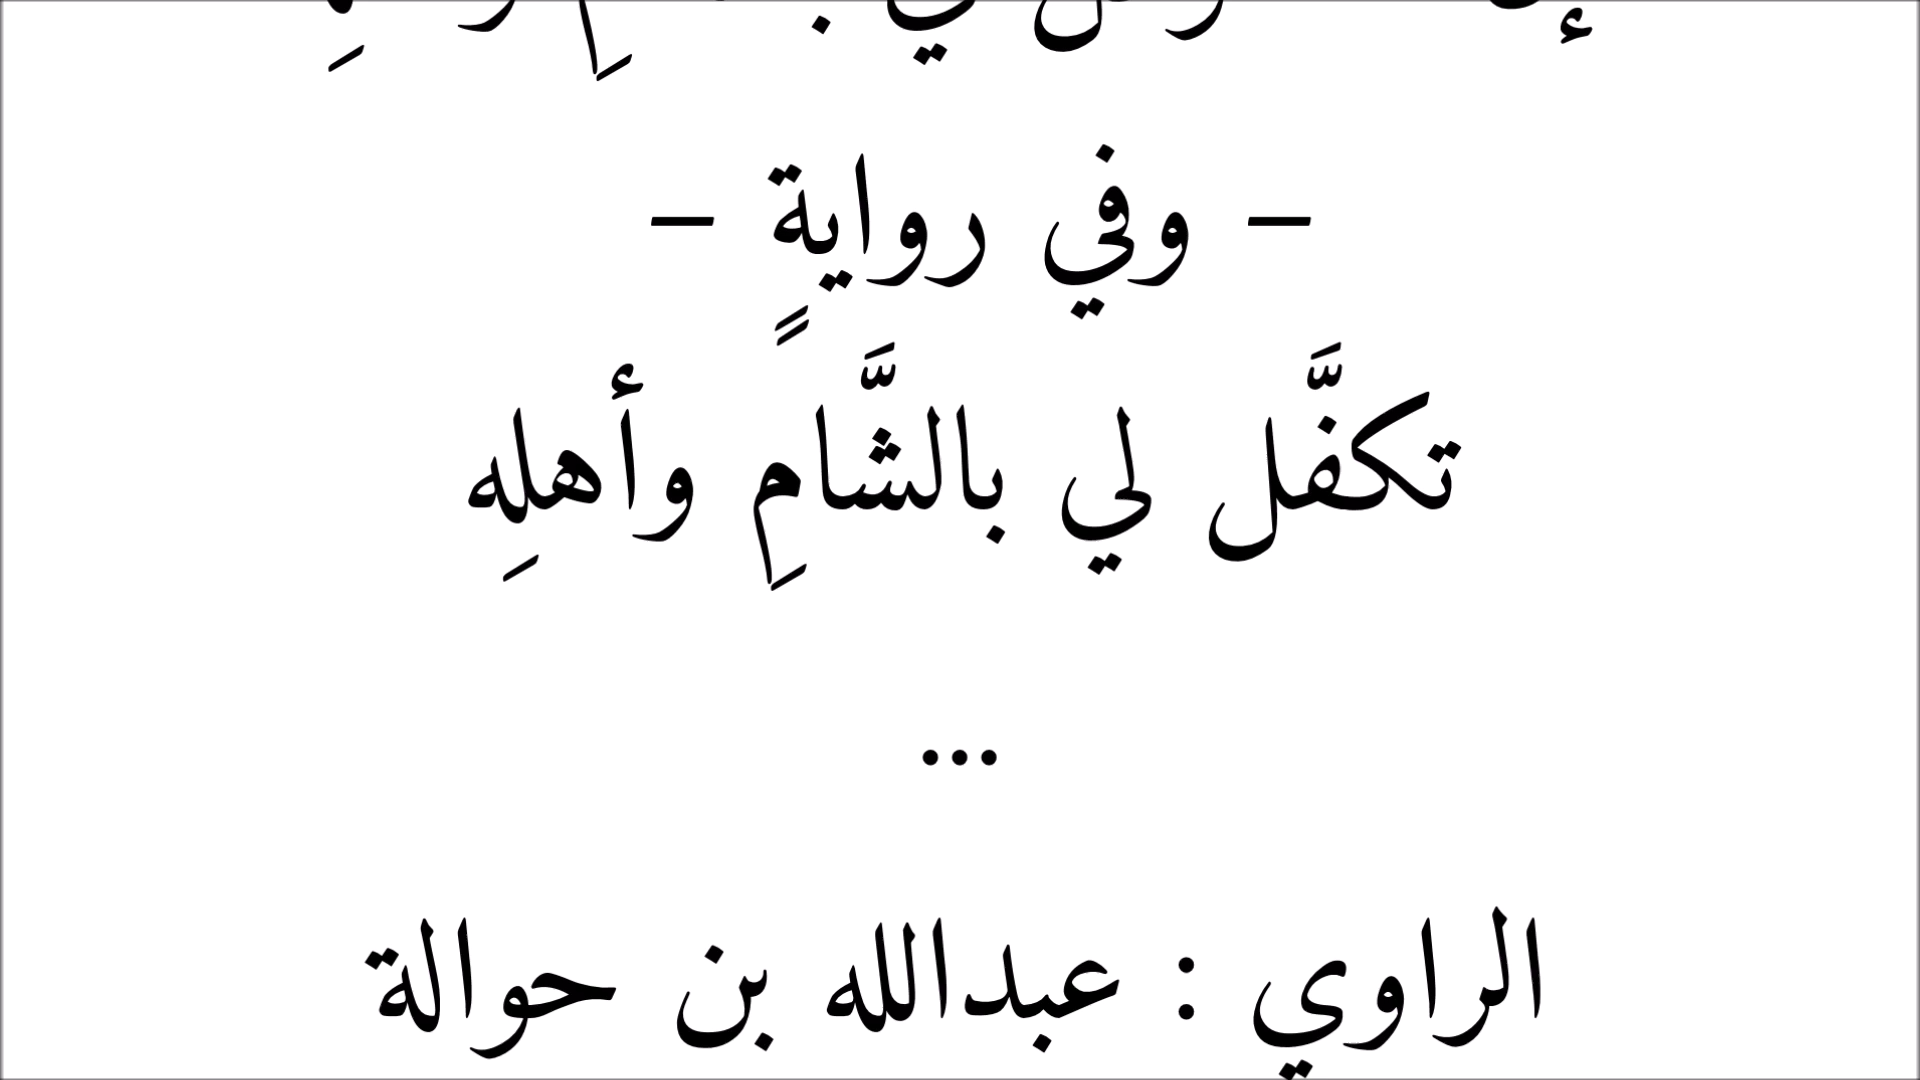 – وفي روايةٍ –
تكفَّل لي بالشَّامِ وأهلِه
...
الراوي : عبدالله بن حوالة